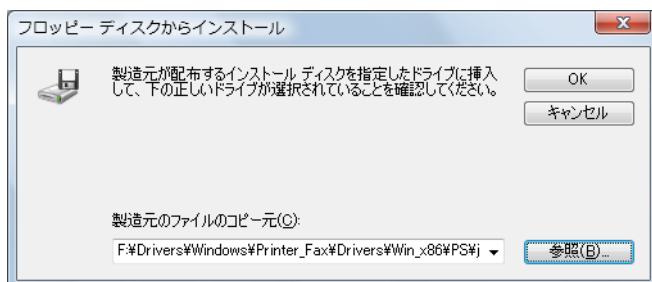 フロッピー ディスクからインストール
製造元が配布するインストール ディスクを指定したドライブに挿入
して、下の正しいドライブが選択されていることを確認してください。
OK
キャンセル
製造元のファイルのコピー元(C):
F:¥Drivers¥Windows¥Printer_Fax¥Drivers¥Win_x86¥PS¥j
参照(B)...